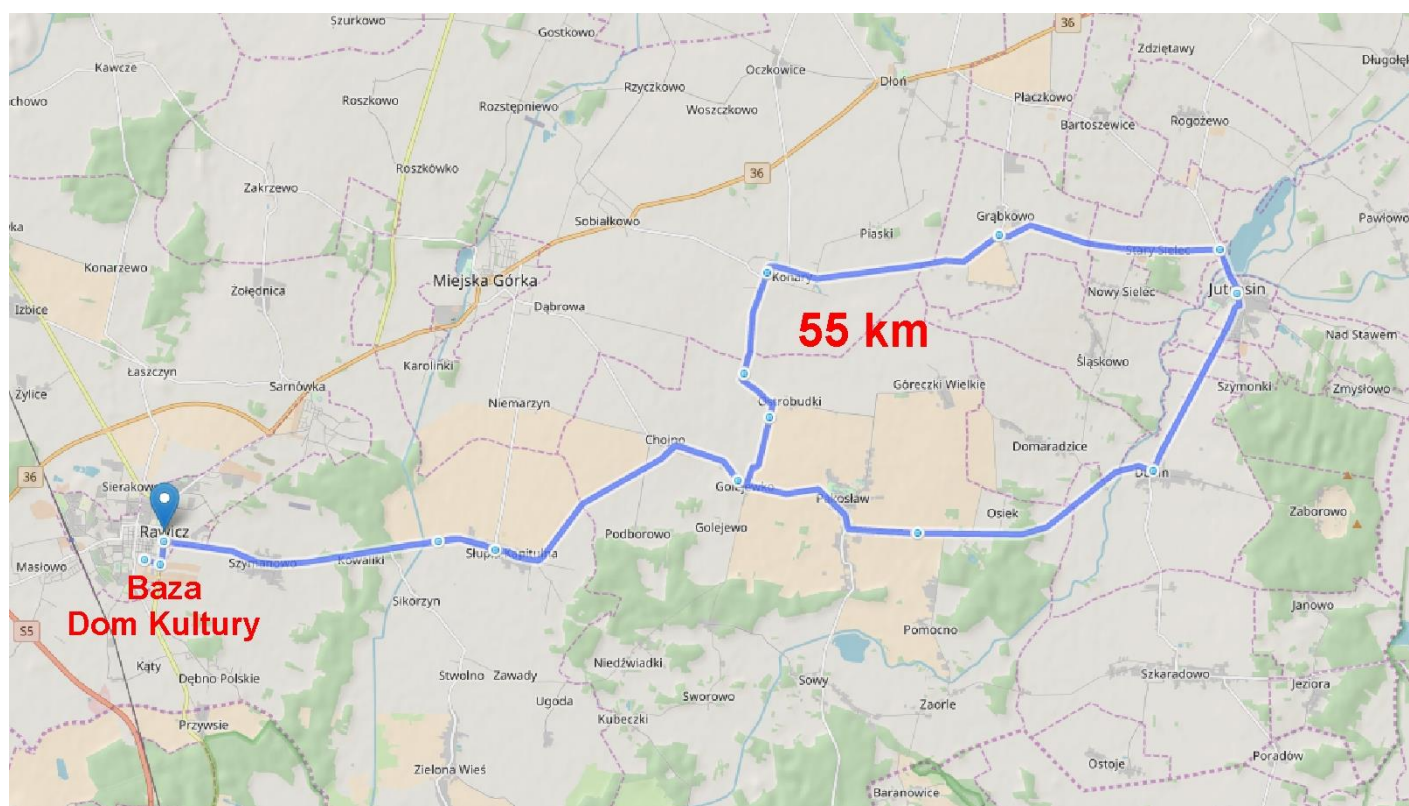 Szurkowo
Gostkowo
36
Zdziętawy
Kawcze
Oczkowice
Długołęk
Dłoń
Rzyczkowo
Roszkowo
Rozstępniewo
Woszczkowo
Płaczkowo
chowo
Rogożewo
Bartoszewice
Roszkówko
36
Zakrzewo
Sobiałkowo
Grąbkowo
Pawłowo
ka
Piaski
Stary Sielec
Konarzewo
Konary
Miejska Górka
Zołędnica
Nowy Sielec
Jutrosin
Izbice
Dąbrowa
55 km
Nad Stawem
Śląskowo
Karolinki
Łaszczyn
Sarnówka
Góreczki Wielkie
Szymonki
Zmysłowo
Żylice
Niemarzyn
Ostrobudki
Chojno
Domaradzice
36
Sierakowo
Golejewko
Dubin
Pakosław
Osiek
Zaborowo
Rawicz
Golejewo
Podborowo
Masłowo
Szymanowo
Kowaliki
Słupia Kapitulna
Baza
Dom Kultury
Sikorzyn
Janowo
S5
Pomocno
Kąty
Niedźwiadki
Dębno Polskie
Stwolno
Zawady
Sowy
Szkaradowo
Jeziora
Ugoda
Sworowo
Zaorle
Przywsie
Kubeczki
Zielona Wieś
Ostoje
Poradów
Baranowice